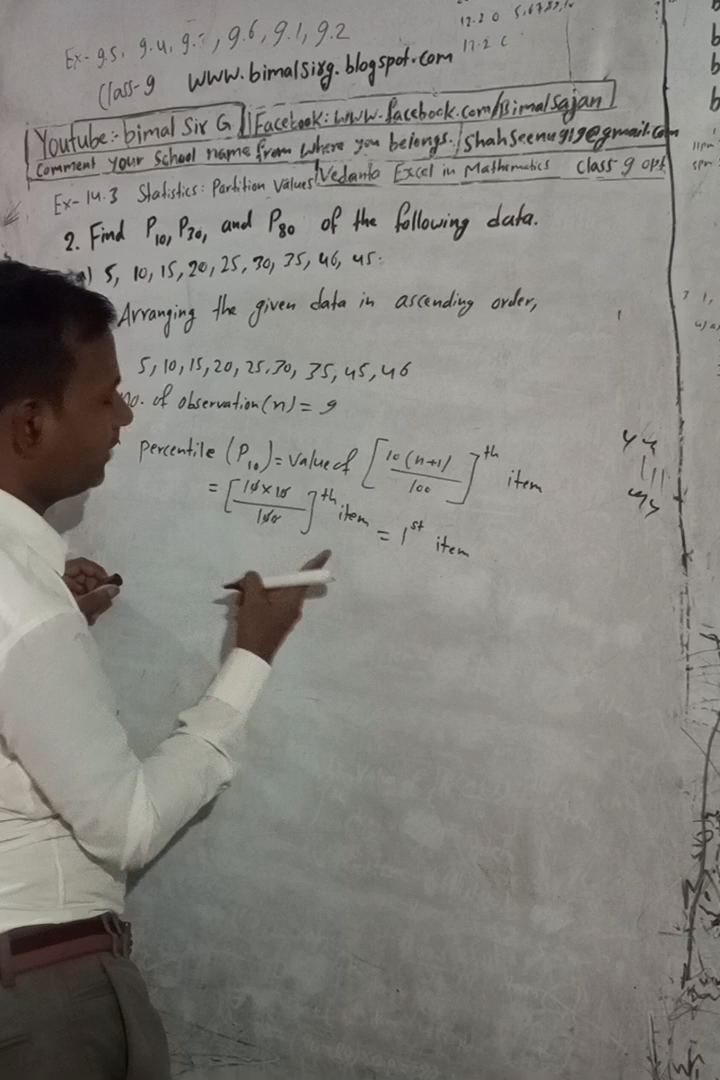 Ex- 9.5, 9.4, 9.6, 9.1, 9.2
17.2 C
Class-9 www.bimalsirg.blogspot.com
Youtube:- bimal Sir G Facebook: www.facebook.com/Bimalsajan
Comment your School name from where you belongs. / Shahseenu919@gmail.com
Ex- 14.3 Statistics: Partition Values / Vedanta Excel in Mathematics Class 9 opt
2. Find P10, P30, and P80 of the following data.
a) 5, 10, 15, 20, 25, 30, 35, 46, 45.
Arranging the given data in ascending order,
5, 10, 15, 20, 25, 30, 35, 45, 46
no. of observation (n) = 9
percentile (P10) = value of [10(n+1)/100]th item
= [10 × 10/100]th item = 1st item